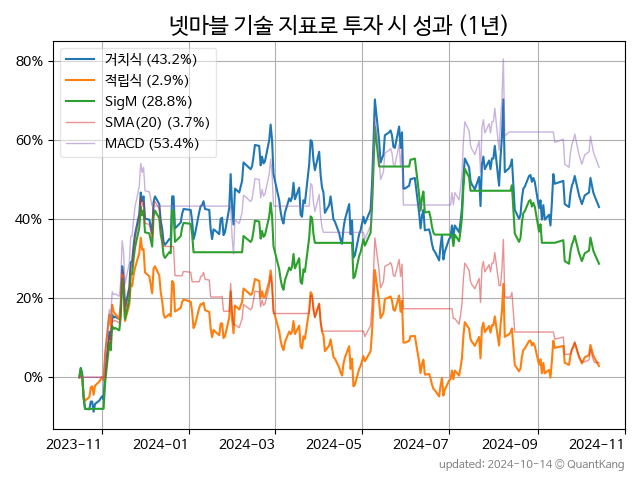 넷마블 기술 지표로 투자 시 성과 (1년)
거치식 (43.2%)
적립식 (2.9%)
SigM (28.8%)
SMA(20) (3.7%)
MACD (53.4%)
80%
60%
40%
20%
0%
2023-11 2024-01 2024-03 2024-05 2024-07 2024-09 2024-11
updated: 2024-10-14 @ QuantKang